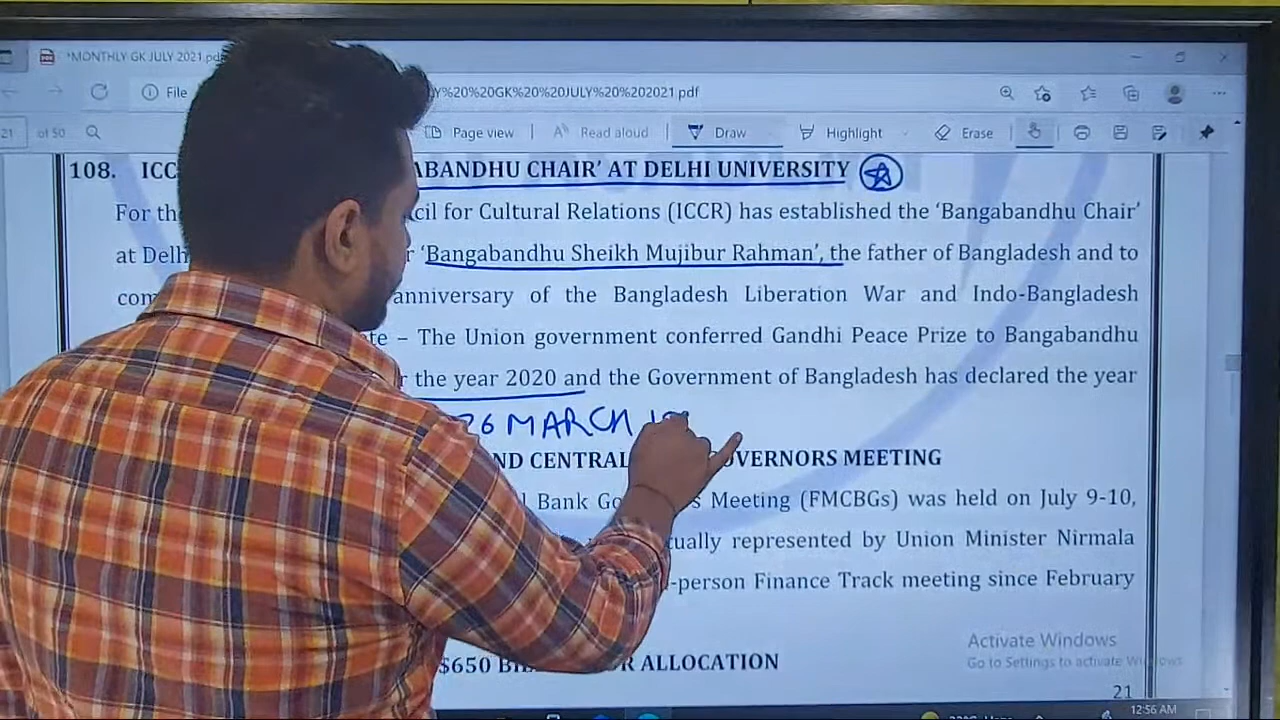 *MONTHLY GK JULY 2021.pd
File
Y%20%20GK%20%20JULY%20%202021.pdf
21 of 50
Page view
Read aloud
Draw
Highlight
Erase
108. ICC ABANDHU CHAIR’ AT DELHI UNIVERSITY
For th cil for Cultural Relations (ICCR) has established the ‘Bangabandhu Chair’
at Delh r ‘Bangabandhu Sheikh Mujibur Rahman’, the father of Bangladesh and to
com anniversary of the Bangladesh Liberation War and Indo-Bangladesh
te – The Union government conferred Gandhi Peace Prize to Bangabandhu
r the year 2020 and the Government of Bangladesh has declared the year
26 MARCH
ND CENTRAL OVERNORS MEETING
l Bank Go s Meeting (FMCBGs) was held on July 9-10,
tually represented by Union Minister Nirmala
-person Finance Track meeting since February
$650 BI R ALLOCATION
Activate Windows
Go to Settings to activate Windows
21
12:56 AM